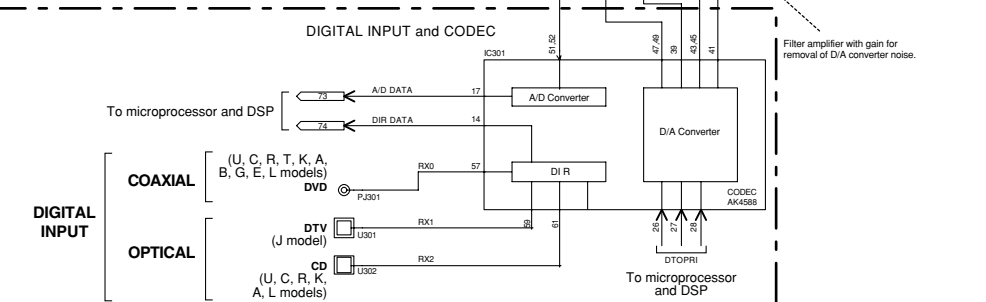 DIGITAL INPUT and CODEC
Filter amplifier with gain for
removal of D/A converter noise.
IC301
51,52
47,49
39
43,45
41
73
A/D DATA
17
A/D Converter
To microprocessor and DSP
74
DIR DATA
14
D/A Converter
(U, C, R, T, K, A,
B, G, E, L models)
DVD
PJ301
RX0
57
DI R
COAXIAL
CODEC
AK4588
DIGITAL
INPUT
OPTICAL
DTV
(J model)
U301
RX1
59
61
26
27
28
DTOPRI
CD
(U, C, R, K,
A, L models)
U302
RX2
To microprocessor
and DSP